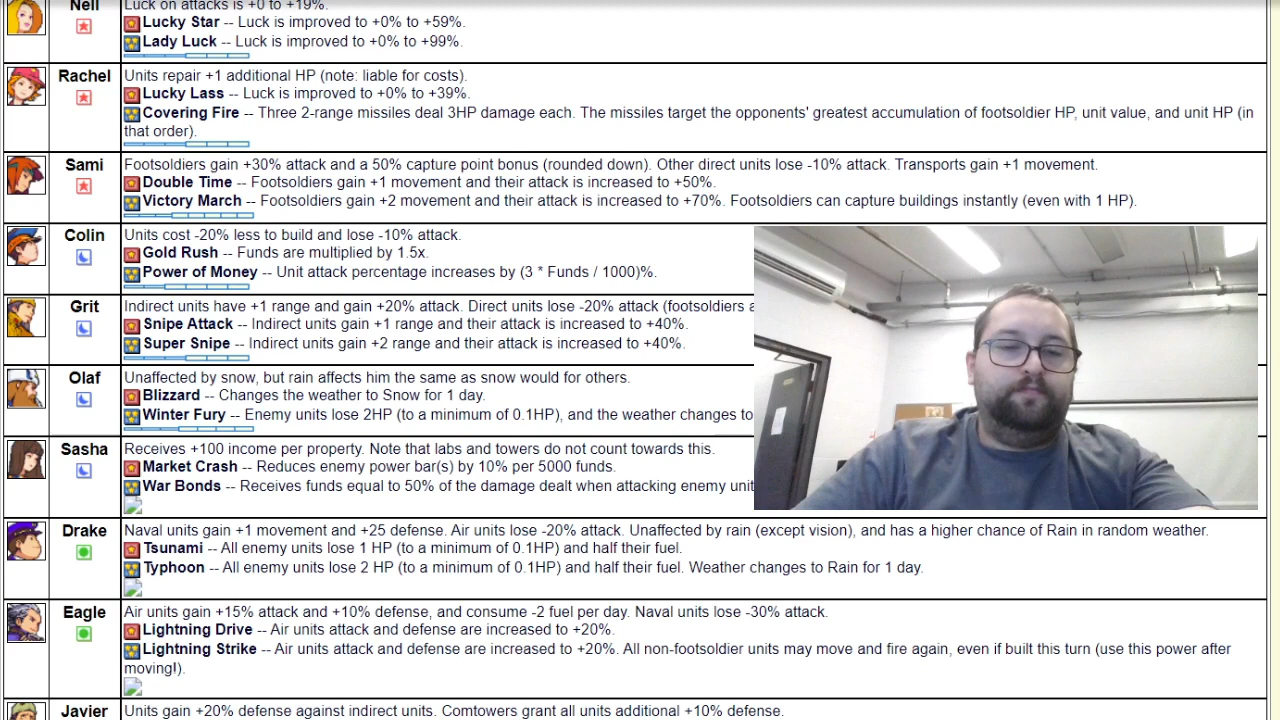 Nell
Luck on attacks is +0 to +19%.
Lucky Star -- Luck is improved to +0% to +59%.
Lady Luck -- Luck is improved to +0% to +99%.
Rachel
Units repair +1 additional HP (note: liable for costs).
Lucky Lass -- Luck is improved to +0% to +39%.
Covering Fire -- Three 2-range missiles deal 3HP damage each. The missiles target the opponents' greatest accumulation of footsoldier HP, unit value, and unit HP (in
that order).
Sami
Footsoldiers gain +30% attack and a 50% capture point bonus (rounded down). Other direct units lose -10% attack. Transports gain +1 movement.
Double Time -- Footsoldiers gain +1 movement and their attack is increased to +50%.
Victory March -- Footsoldiers gain +2 movement and their attack is increased to +70%. Footsoldiers can capture buildings instantly (even with 1 HP).
Colin
Units cost -20% less to build and lose -10% attack.
Gold Rush -- Funds are multiplied by 1.5x.
Power of Money -- Unit attack percentage increases by (3 * Funds / 1000)%.
Grit
Indirect units have +1 range and gain +20% attack. Direct units lose -20% attack (footsoldiers a
Snipe Attack -- Indirect units gain +1 range and their attack is increased to +40%.
Super Snipe -- Indirect units gain +2 range and their attack is increased to +40%.
Olaf
Unaffected by snow, but rain affects him the same as snow would for others.
Blizzard -- Changes the weather to Snow for 1 day.
Winter Fury -- Enemy units lose 2HP (to a minimum of 0.1HP), and the weather changes to
Sasha
Receives +100 income per property. Note that labs and towers do not count towards this.
Market Crash -- Reduces enemy power bar(s) by 10% per 5000 funds.
War Bonds -- Receives funds equal to 50% of the damage dealt when attacking enemy unit
Drake
Naval units gain +1 movement and +25 defense. Air units lose -20% attack. Unaffected by rain (except vision), and has a higher chance of Rain in random weather.
Tsunami -- All enemy units lose 1 HP (to a minimum of 0.1HP) and half their fuel.
Typhoon -- All enemy units lose 2 HP (to a minimum of 0.1HP) and half their fuel. Weather changes to Rain for 1 day.
Eagle
Air units gain +15% attack and +10% defense, and consume -2 fuel per day. Naval units lose -30% attack.
Lightning Drive -- Air units attack and defense are increased to +20%.
Lightning Strike -- Air units attack and defense are increased to +20%. All non-footsoldier units may move and fire again, even if built this turn (use this power after
moving!).
Javier
Units gain +20% defense against indirect units. Comtowers grant all units additional +10% defense.